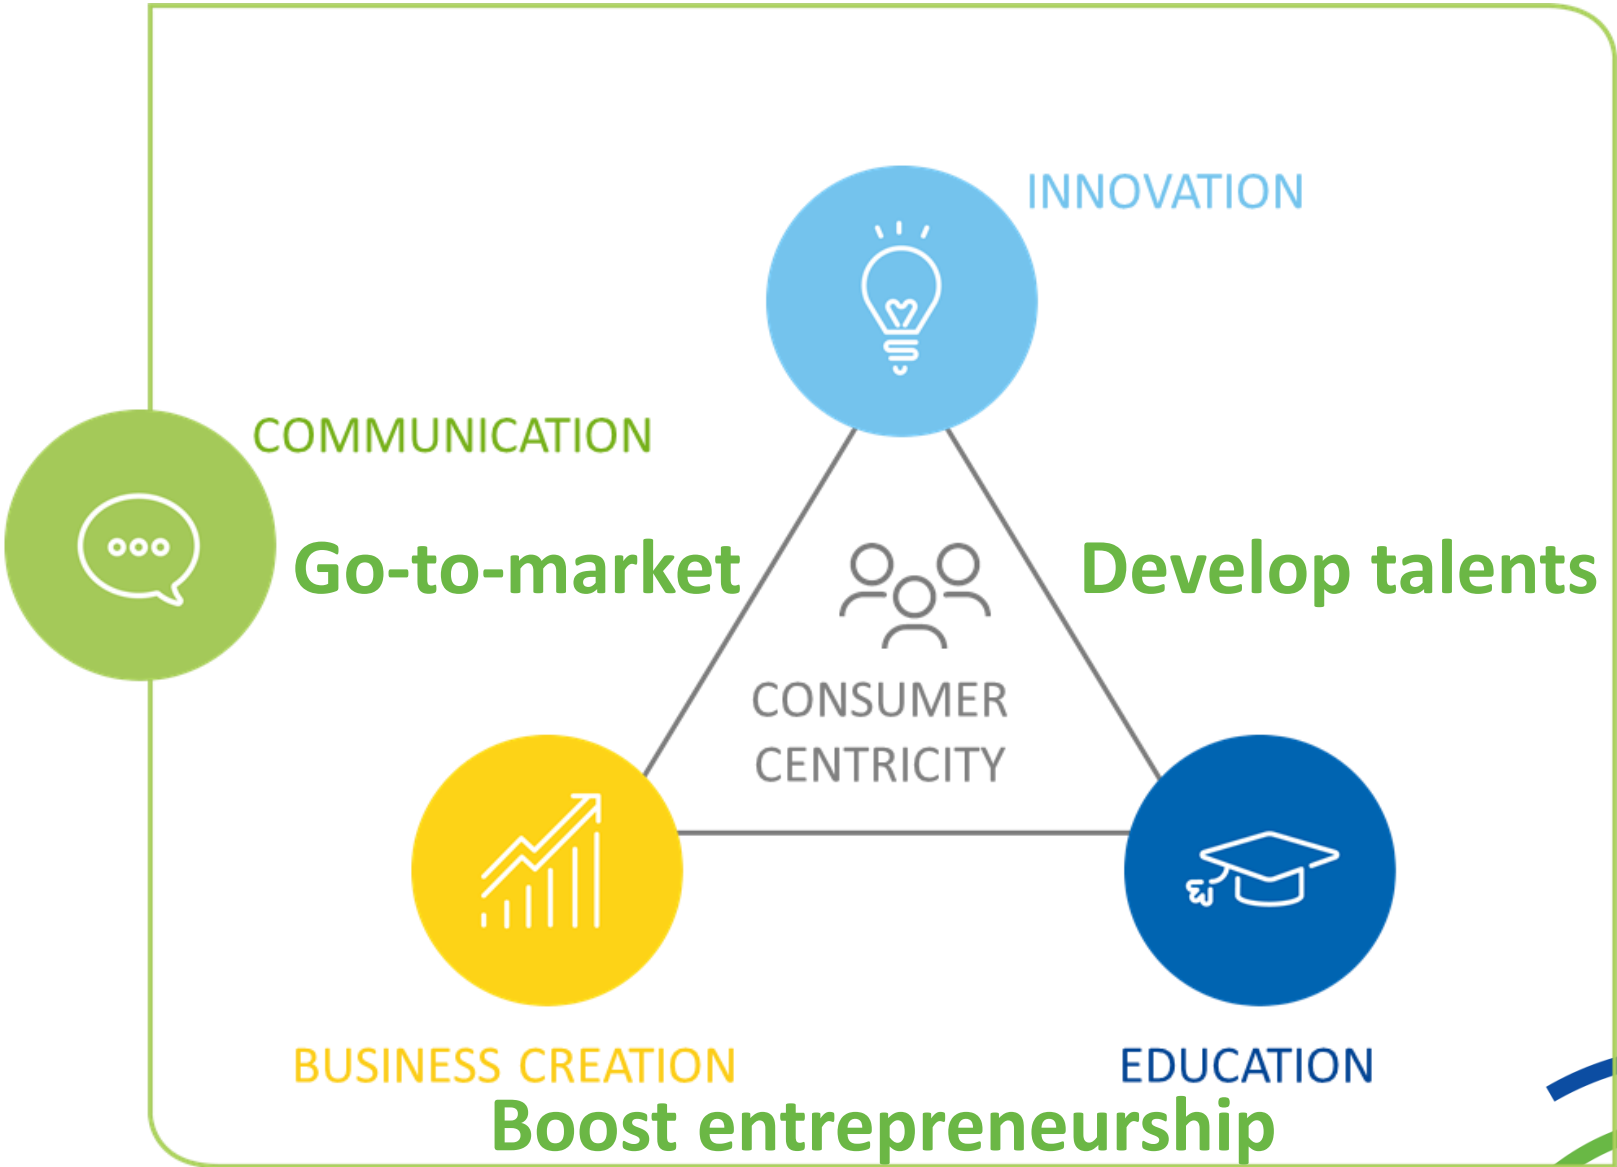 INNOVATION
COMMUNICATION
Go-to-market
Develop talents
CONSUMER
CENTRICITY
BUSINESS CREATION
EDUCATION
Boost entrepreneurship